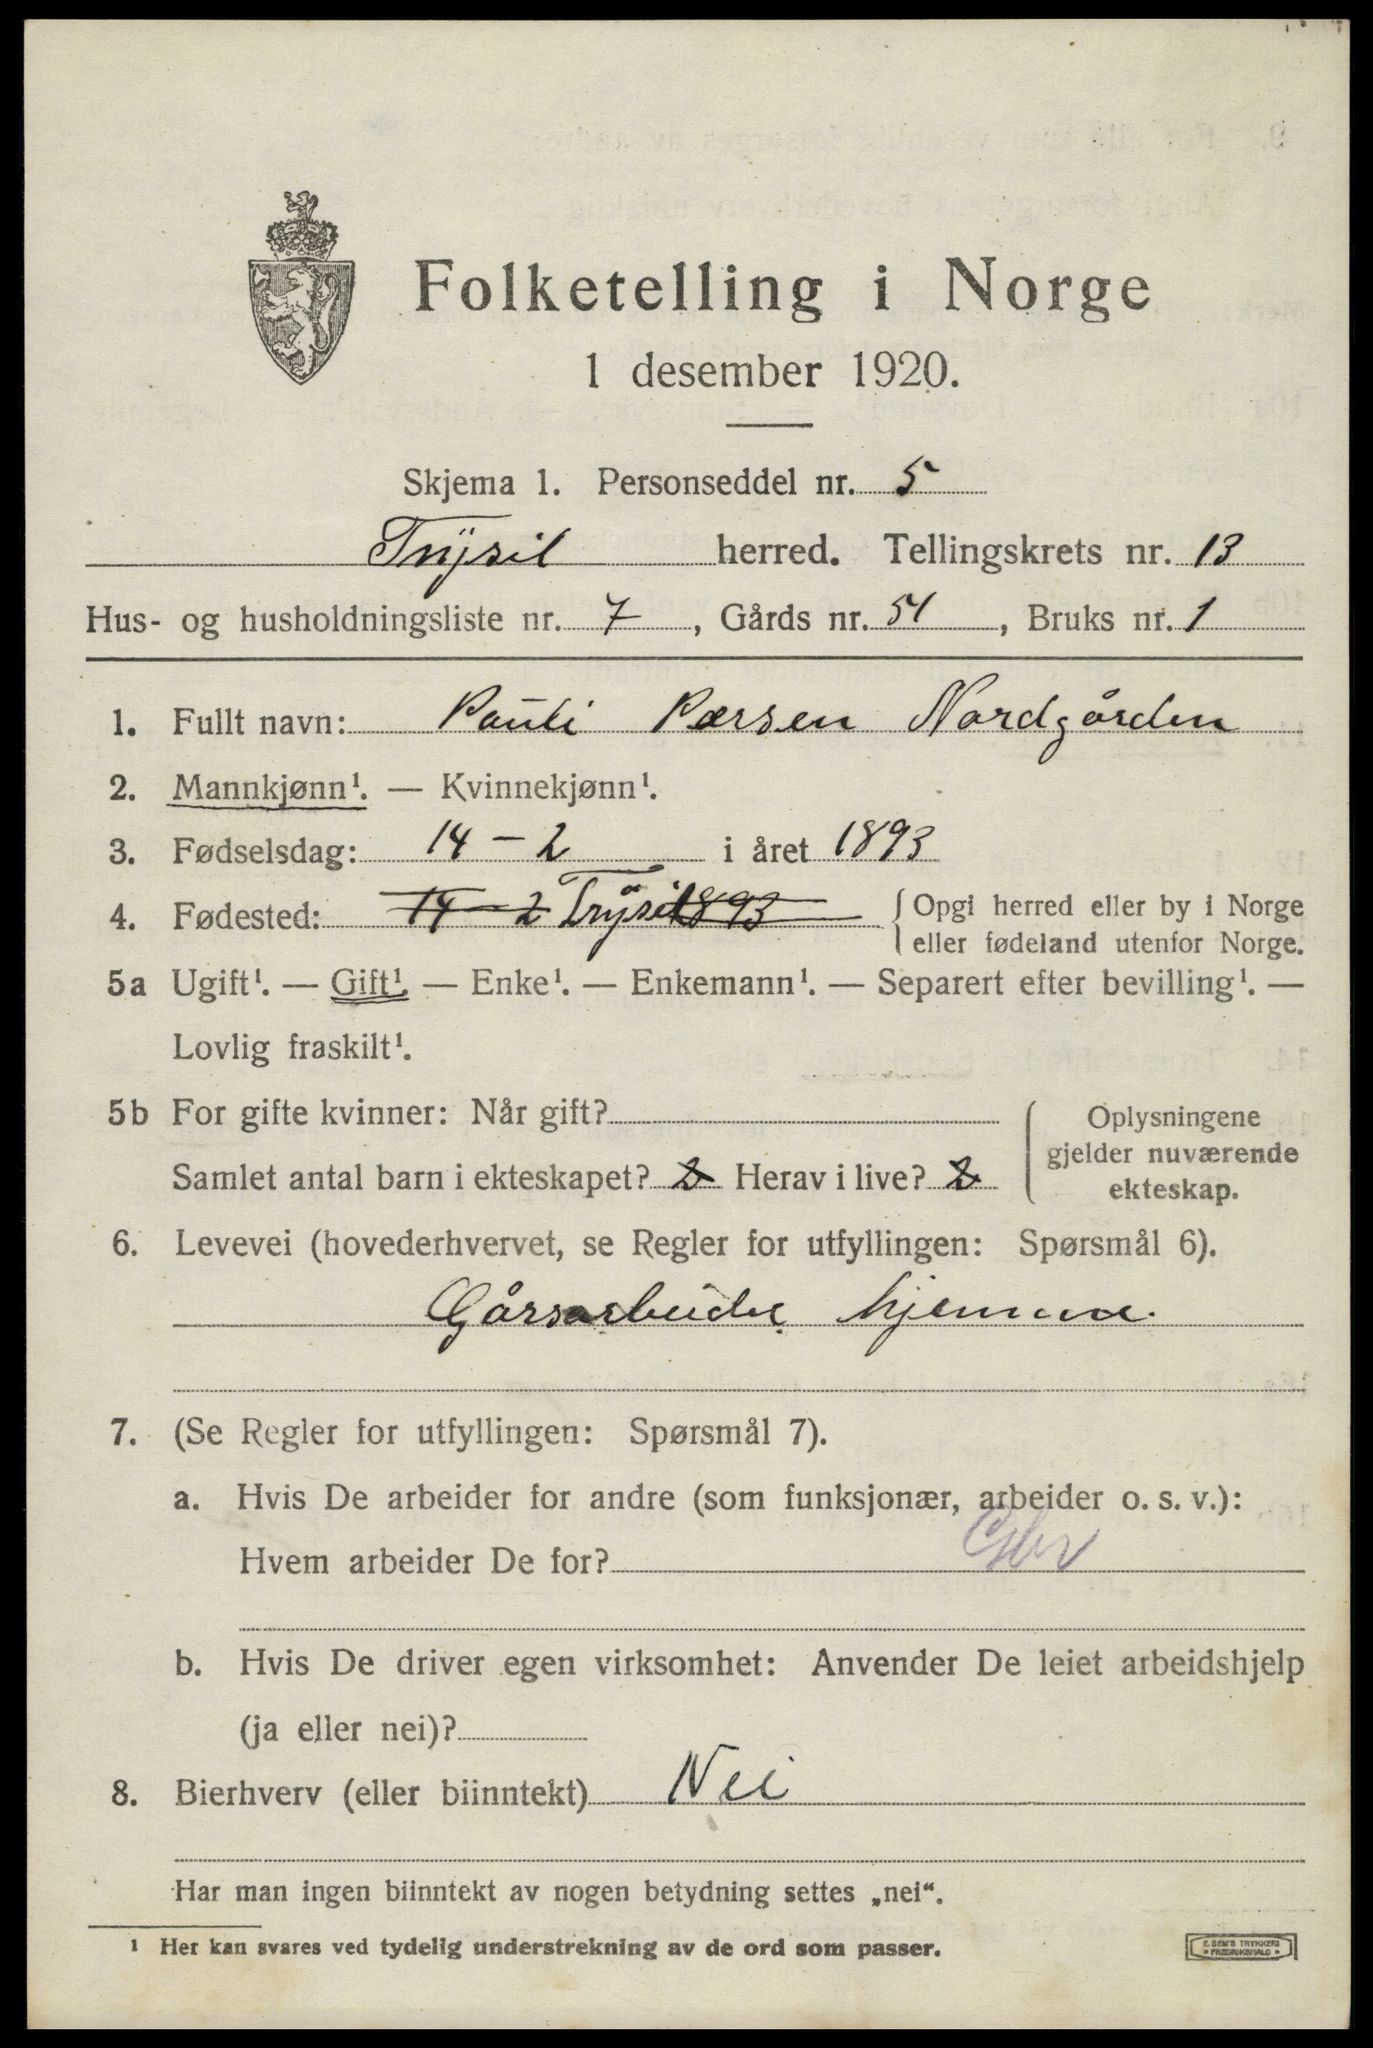 Folketelling i Norge
1 desember 1920.
Skjema 1. Personseddel nr. 5
Trysil herred. Tellingskrets nr. 13
Hus- og husholdningsliste nr. 7, Gårds nr. 51, Bruks nr. 1
1. Fullt navn: Pauli Persen Nordgården
2. Mannkjønn¹. — Kvinnekjønn¹.
3. Fødselsdag: 14 – 2 i året 1893
4. Fødested: 14 – 2 Trysil 1893 Opgi herred eller by i Norge
eller fødeland utenfor Norge.
5a Ugift¹. — Gift¹. — Enke¹. — Enkemann¹. — Separert efter bevilling¹. —
Lovlig fraskilt¹.
5b For gifte kvinner: Når gift?
Samlet antal barn i ekteskapet? 2 Herav i live? 2
Oplysningene
gjelder nuværende
ekteskap.
6. Levevei (hovederhvervet, se Regler for utfyllingen: Spørsmål 6).
Gårsarbeide hjemme.
7. (Se Regler for utfyllingen: Spørsmål 7).
a. Hvis De arbeider for andre (som funksjonær, arbeider o. s. v.):
Hvem arbeider De for?
b. Hvis De driver egen virksomhet: Anvender De leiet arbeidshjelp
(ja eller nei)?
8. Bierhverv (eller biinntekt) Nei
Har man ingen biinntekt av nogen betydning settes „nei“.
¹ Her kan svares ved tydelig understrekning av de ord som passer.
E. SEM'S TRYKKERI
• FREDRIKSHALD •